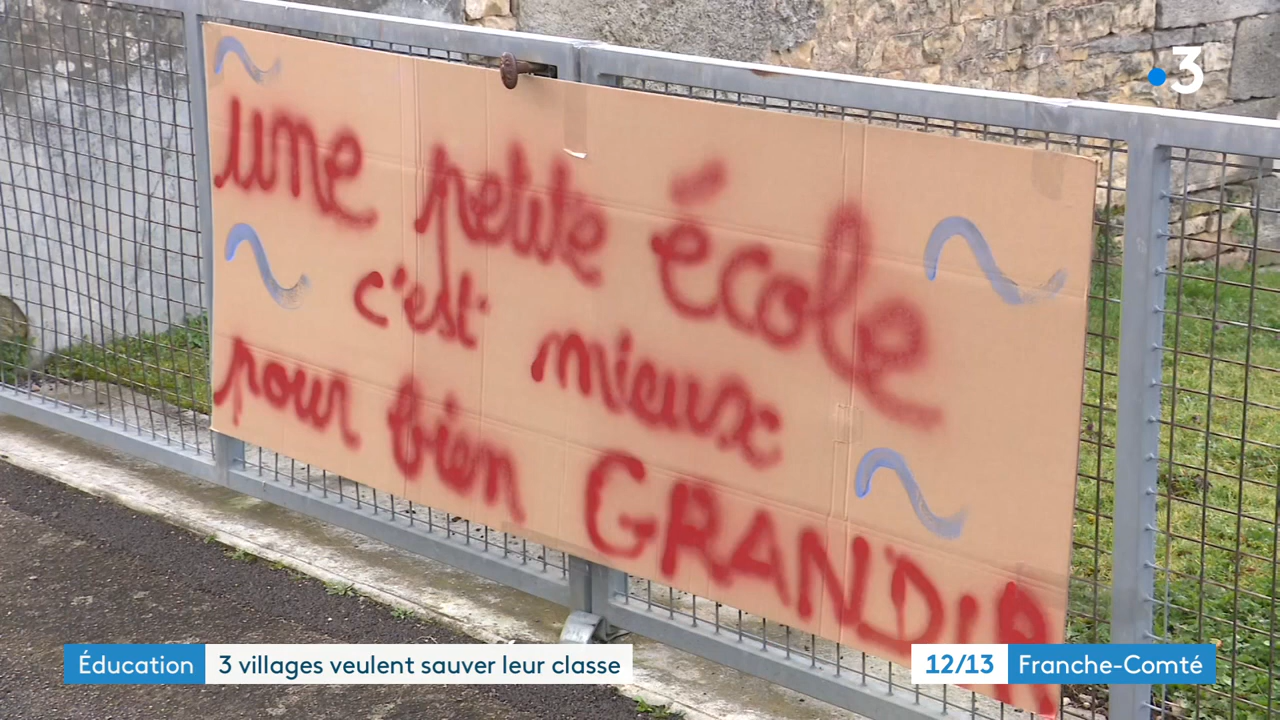 3
une petite école
c'est mieux
pour bien GRANDIR
Éducation 3 villages veulent sauver leur classe
12/13 Franche-Comté